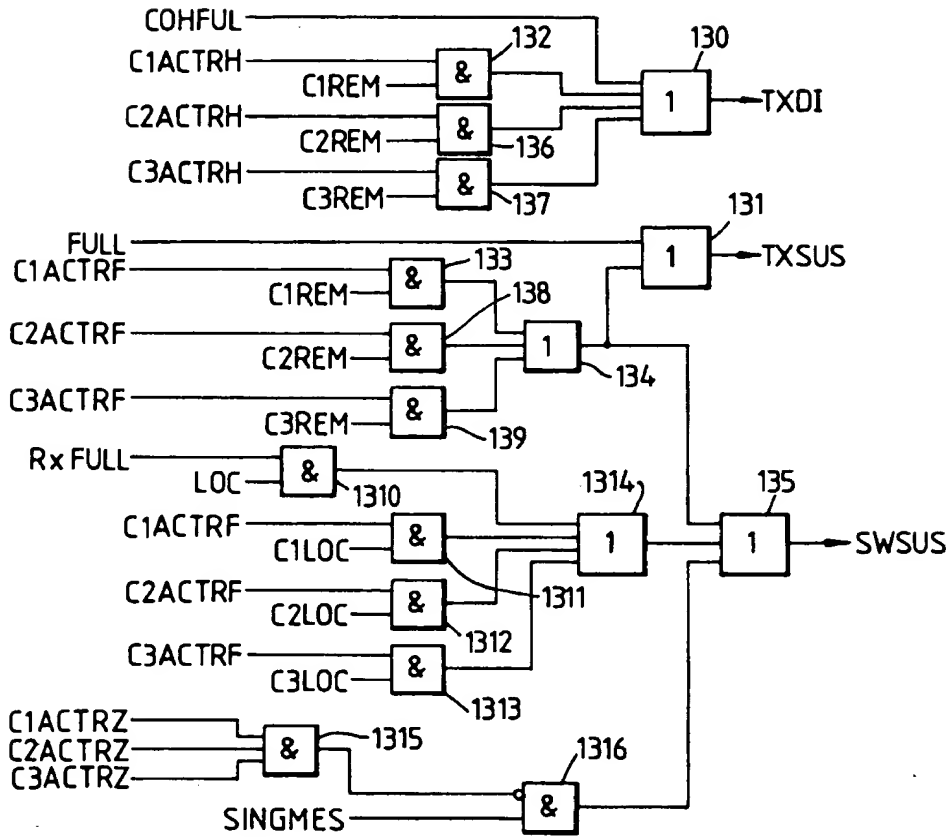 COHFUL
132
130
C1ACTRH
&
C1REM
1
TXDI
C2ACTRH
&
C2REM
136
C3ACTRH
&
C3REM
137
131
FULL
1
TXSUS
C1ACTRF
133
&
C1REM
138
C2ACTRF
&
C2REM
1
134
C3ACTRF
&
C3REM
139
RxFULL
&
LOC
1310
1314
135
C1ACTRF
&
C1LOC
1
1
SWSUS
1311
C2ACTRF
&
C2LOC
1312
C3ACTRF
&
C3LOC
1313
C1ACTRZ
1315
C2ACTRZ
&
C3ACTRZ
1316
&
SINGMES